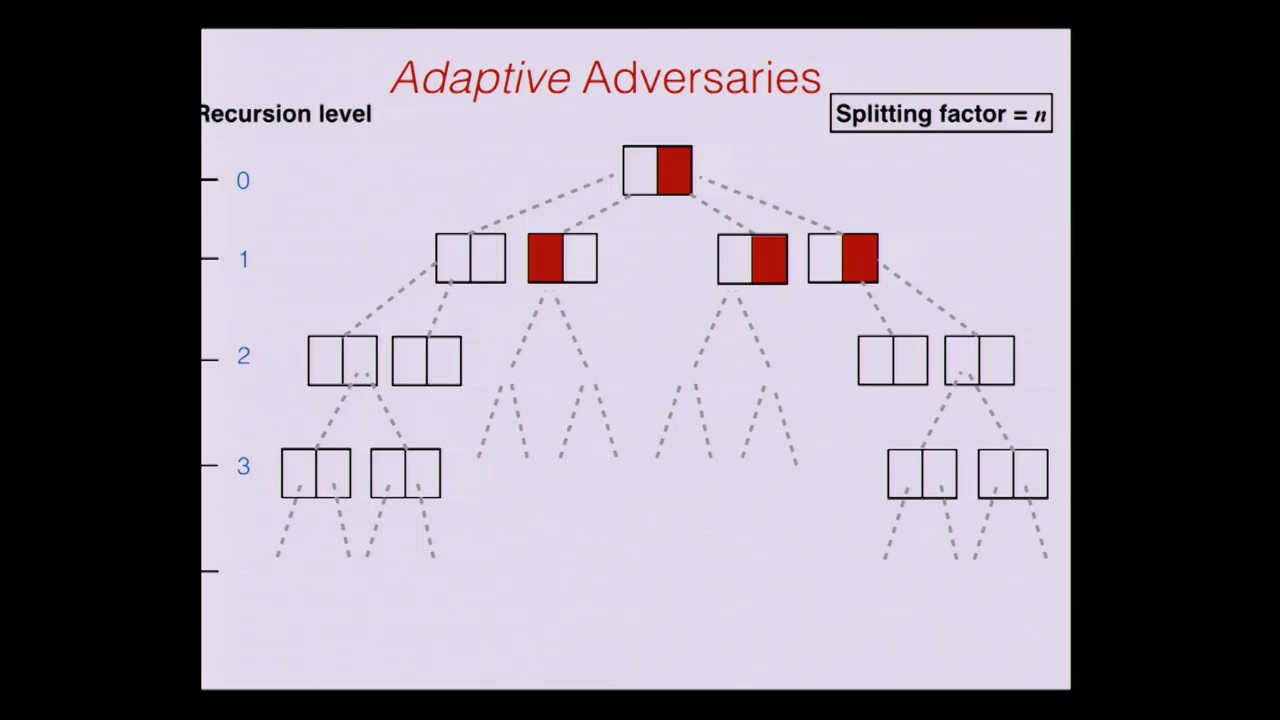 Adaptive Adversaries
Recursion level
Splitting factor = n
0
1
2
3